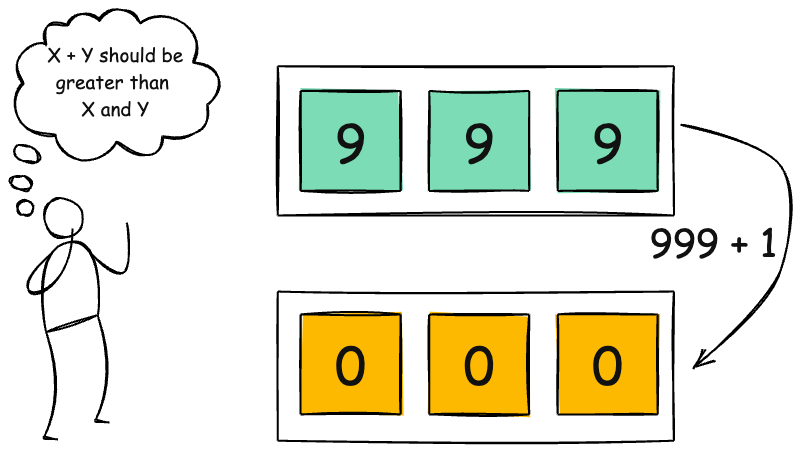 X + Y should be
greater than
X and Y
9 9 9
999 + 1
0 0 0